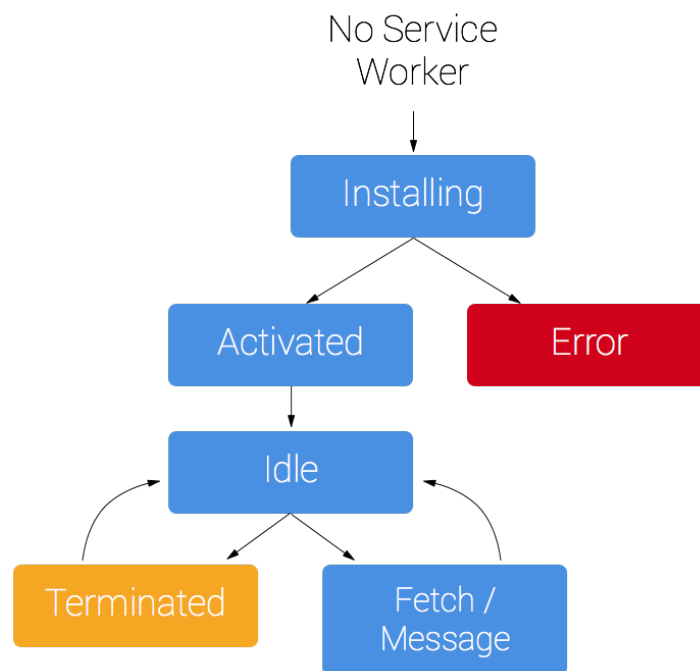 No Service
Worker
Installing
Activated
Error
Idle
Terminated
Fetch /
Message